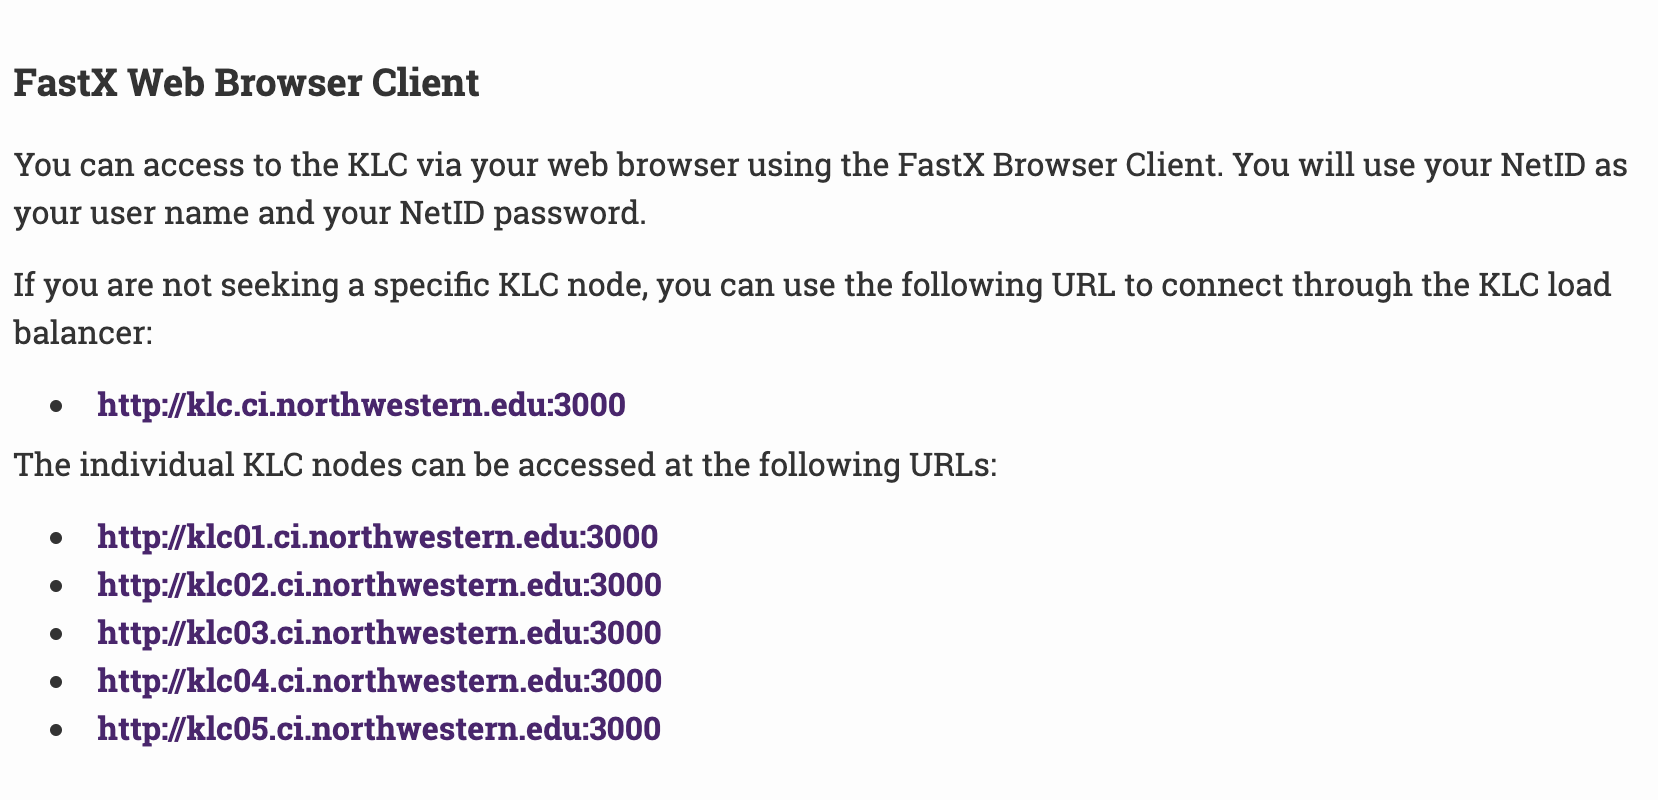 FastX Web Browser Client
You can access to the KLC via your web browser using the FastX Browser Client. You will use your NetID as
your user name and your NetID password.
If you are not seeking a specific KLC node, you can use the following URL to connect through the KLC load
balancer:
• http://klc.ci.northwestern.edu:3000
The individual KLC nodes can be accessed at the following URLs:
• http://klc01.ci.northwestern.edu:3000
• http://klc02.ci.northwestern.edu:3000
• http://klc03.ci.northwestern.edu:3000
• http://klc04.ci.northwestern.edu:3000
• http://klc05.ci.northwestern.edu:3000